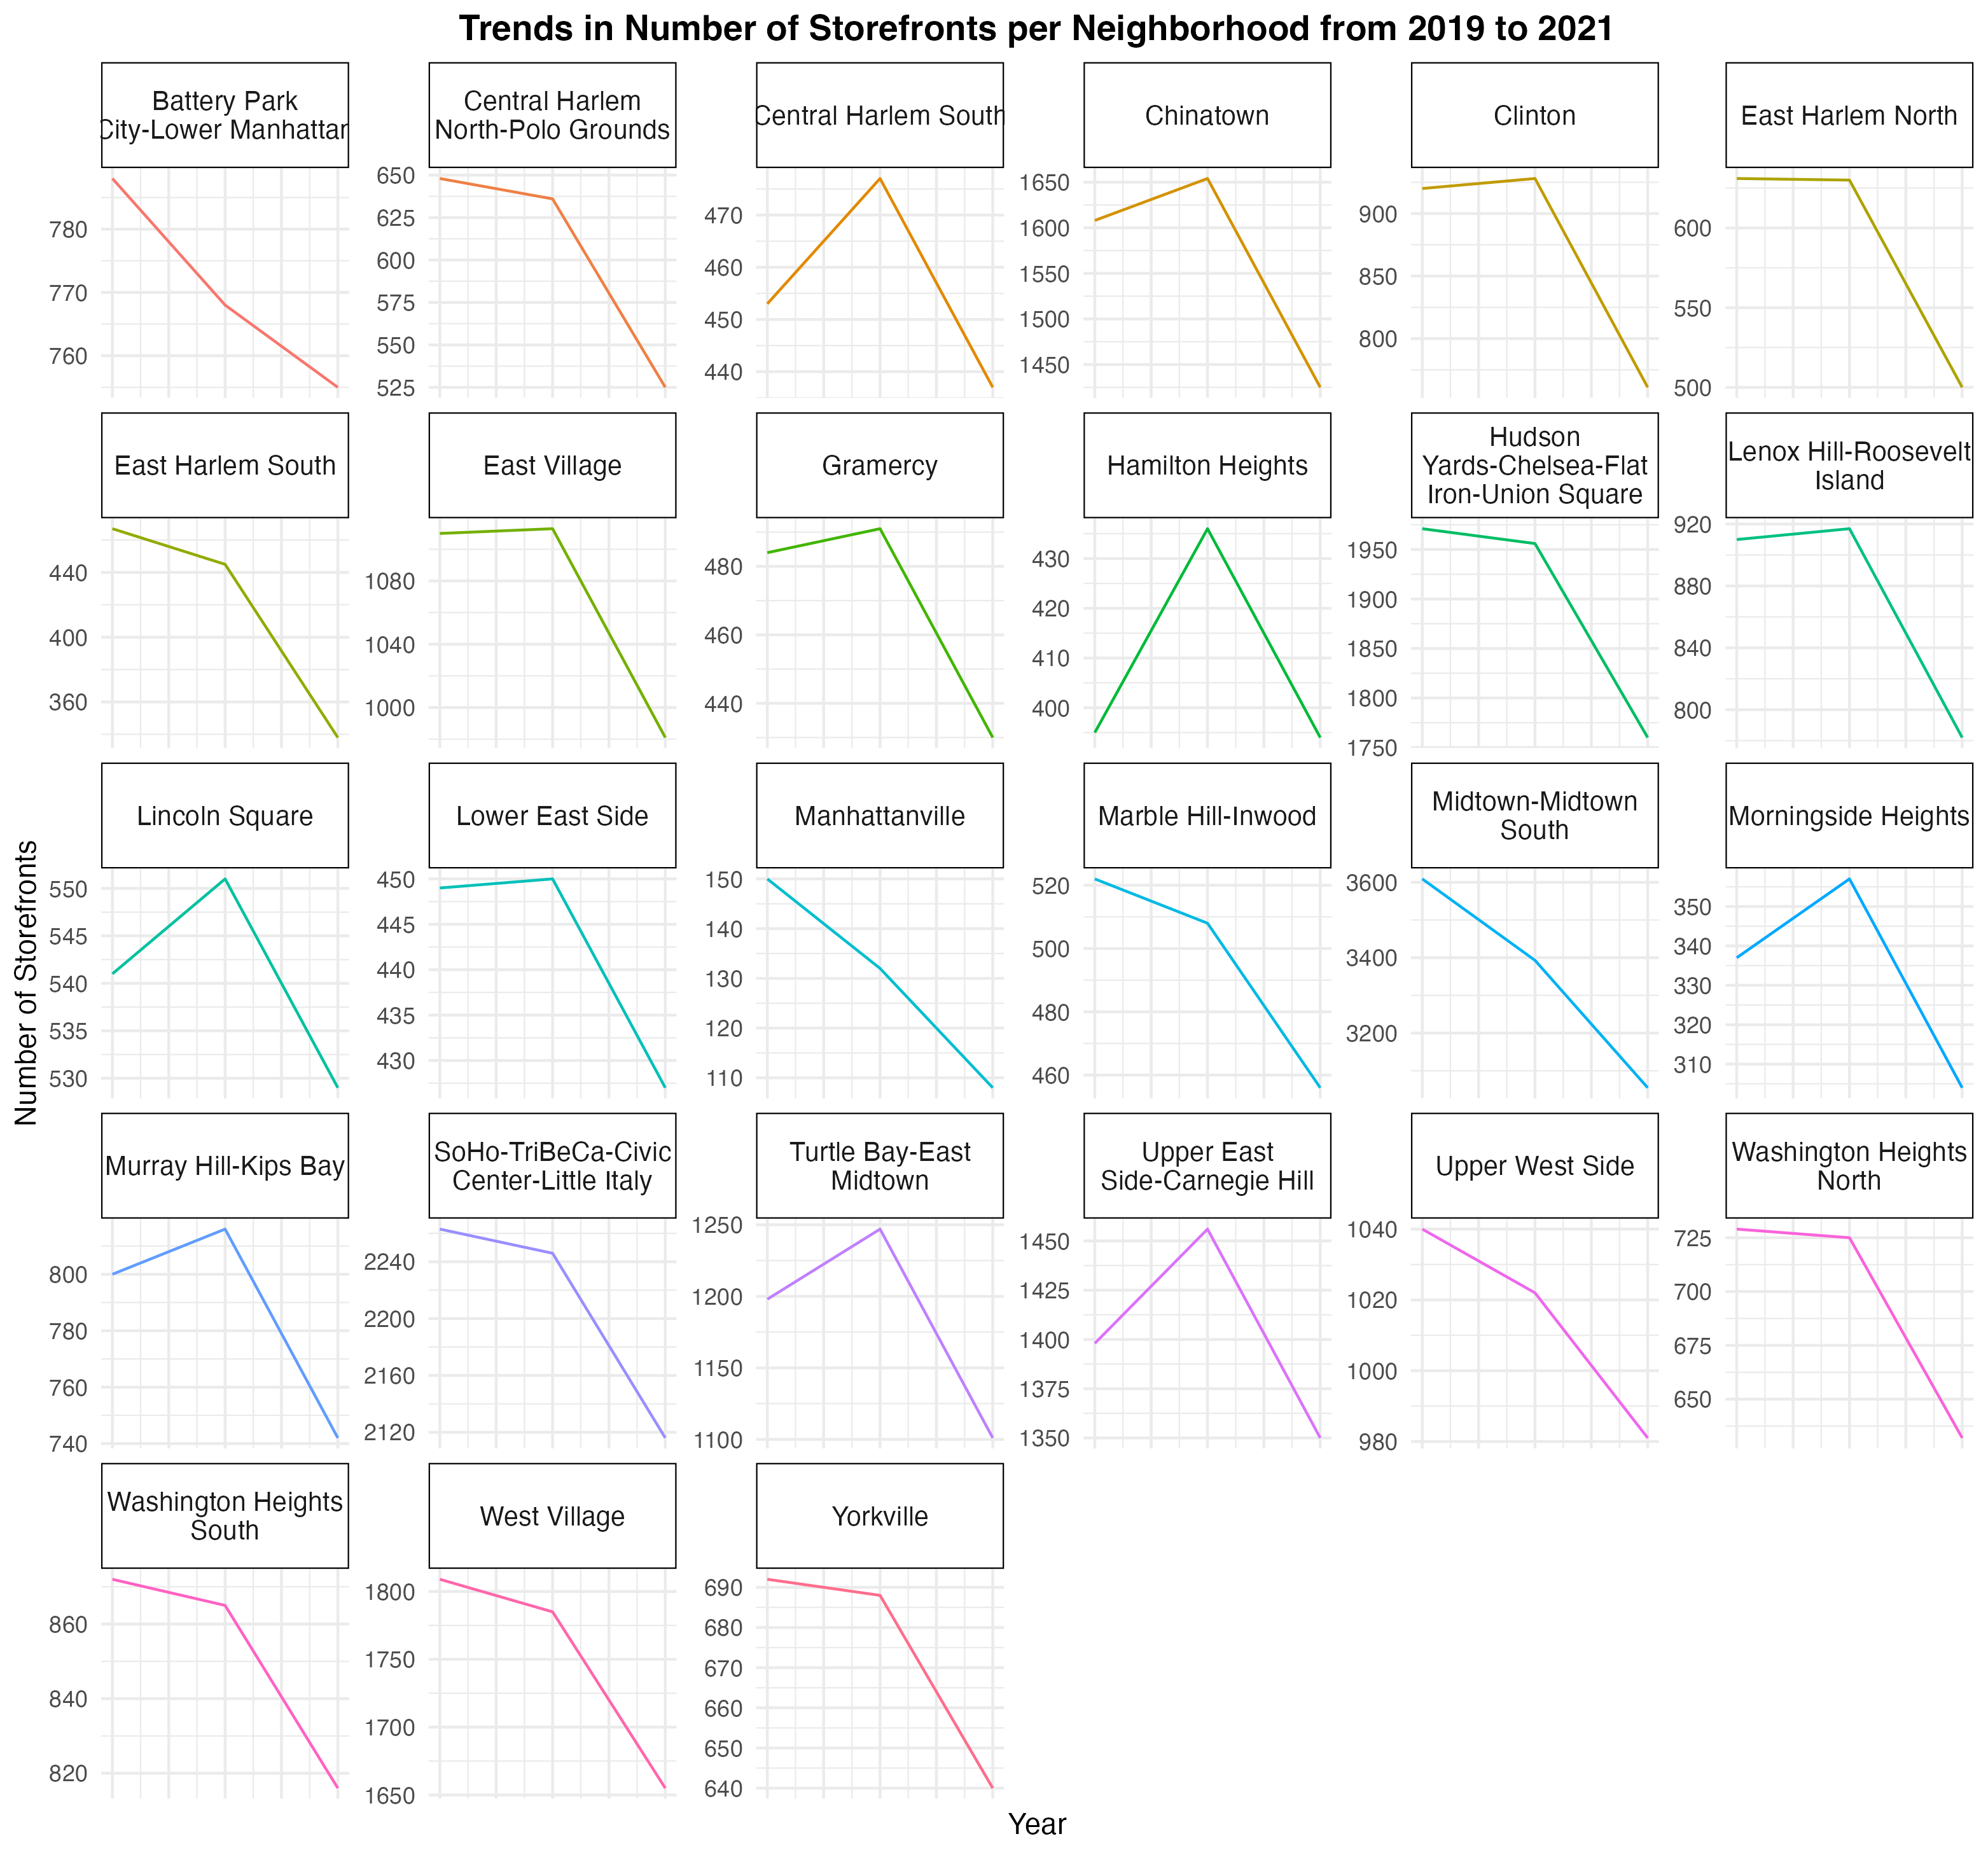 Trends in Number of Storefronts per Neighborhood from 2019 to 2021
Battery Park
City-Lower Manhattan
Central Harlem
North-Polo Grounds
Central Harlem South
Chinatown
Clinton
East Harlem North
780
770
760
650
625
600
575
550
525
470
460
450
440
1650
1600
1550
1500
1450
900
850
800
600
550
500
East Harlem South
East Village
Gramercy
Hamilton Heights
Hudson
Yards-Chelsea-Flat
Iron-Union Square
Lenox Hill-Roosevelt
Island
440
400
360
1080
1040
1000
480
460
440
430
420
410
400
1950
1900
1850
1800
1750
920
880
840
800
Lincoln Square
Lower East Side
Manhattanville
Marble Hill-Inwood
Midtown-Midtown
South
Morningside Heights
550
545
540
535
530
450
445
440
435
430
150
140
130
120
110
520
500
480
460
3600
3400
3200
350
340
330
320
310
Murray Hill-Kips Bay
SoHo-TriBeCa-Civic
Center-Little Italy
Turtle Bay-East
Midtown
Upper East
Side-Carnegie Hill
Upper West Side
Washington Heights
North
800
780
760
740
2240
2200
2160
2120
1250
1200
1150
1100
1450
1425
1400
1375
1350
1040
1020
1000
980
725
700
675
650
Washington Heights
South
West Village
Yorkville
860
840
820
1800
1750
1700
1650
690
680
670
660
650
640
Number of Storefronts
Year